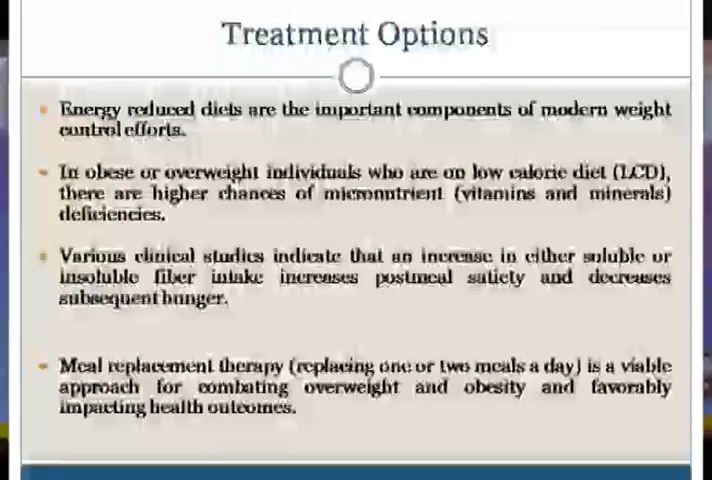 Treatment Options
Energy reduced diets are the important components of modern weight
control efforts.
In obese or overweight individuals who are on low calorie diet (LCD),
there are higher chances of micronutrient (vitamins and minerals)
deficiencies.
Various clinical studies indicate that an increase in either soluble or
insoluble fiber intake increases postmeal satiety and decreases
subsequent hunger.
Meal replacement therapy (replacing one or two meals a day) is a viable
approach for combating overweight and obesity and favorably
impacting health outcomes.